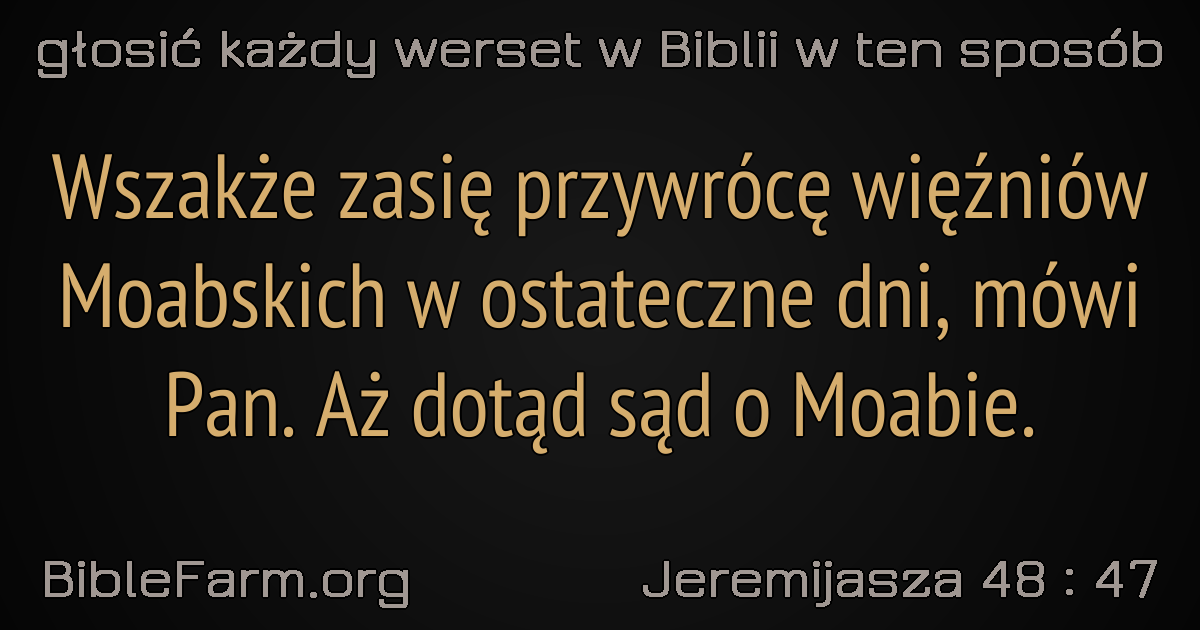 głosić każdy werset w Biblii w ten sposób
Wszakże zasię przywrócę więźniów
Moabskich w ostateczne dni, mówi
Pan. Aż dotąd sąd o Moabie.
BibleFarm.org
Jeremijasza 48 : 47